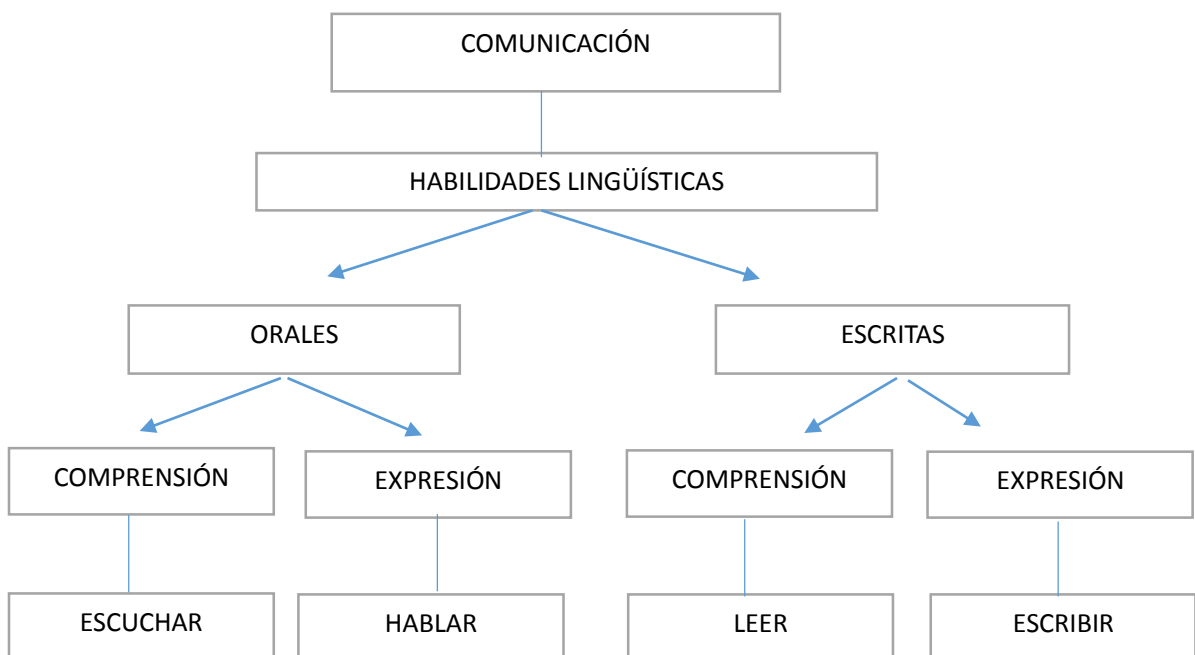 COMUNICACIÓN
HABILIDADES LINGÜÍSTICAS
ORALES
ESCRITAS
COMPRENSIÓN
EXPRESIÓN
COMPRENSIÓN
EXPRESIÓN
ESCUCHAR
HABLAR
LEER
ESCRIBIR